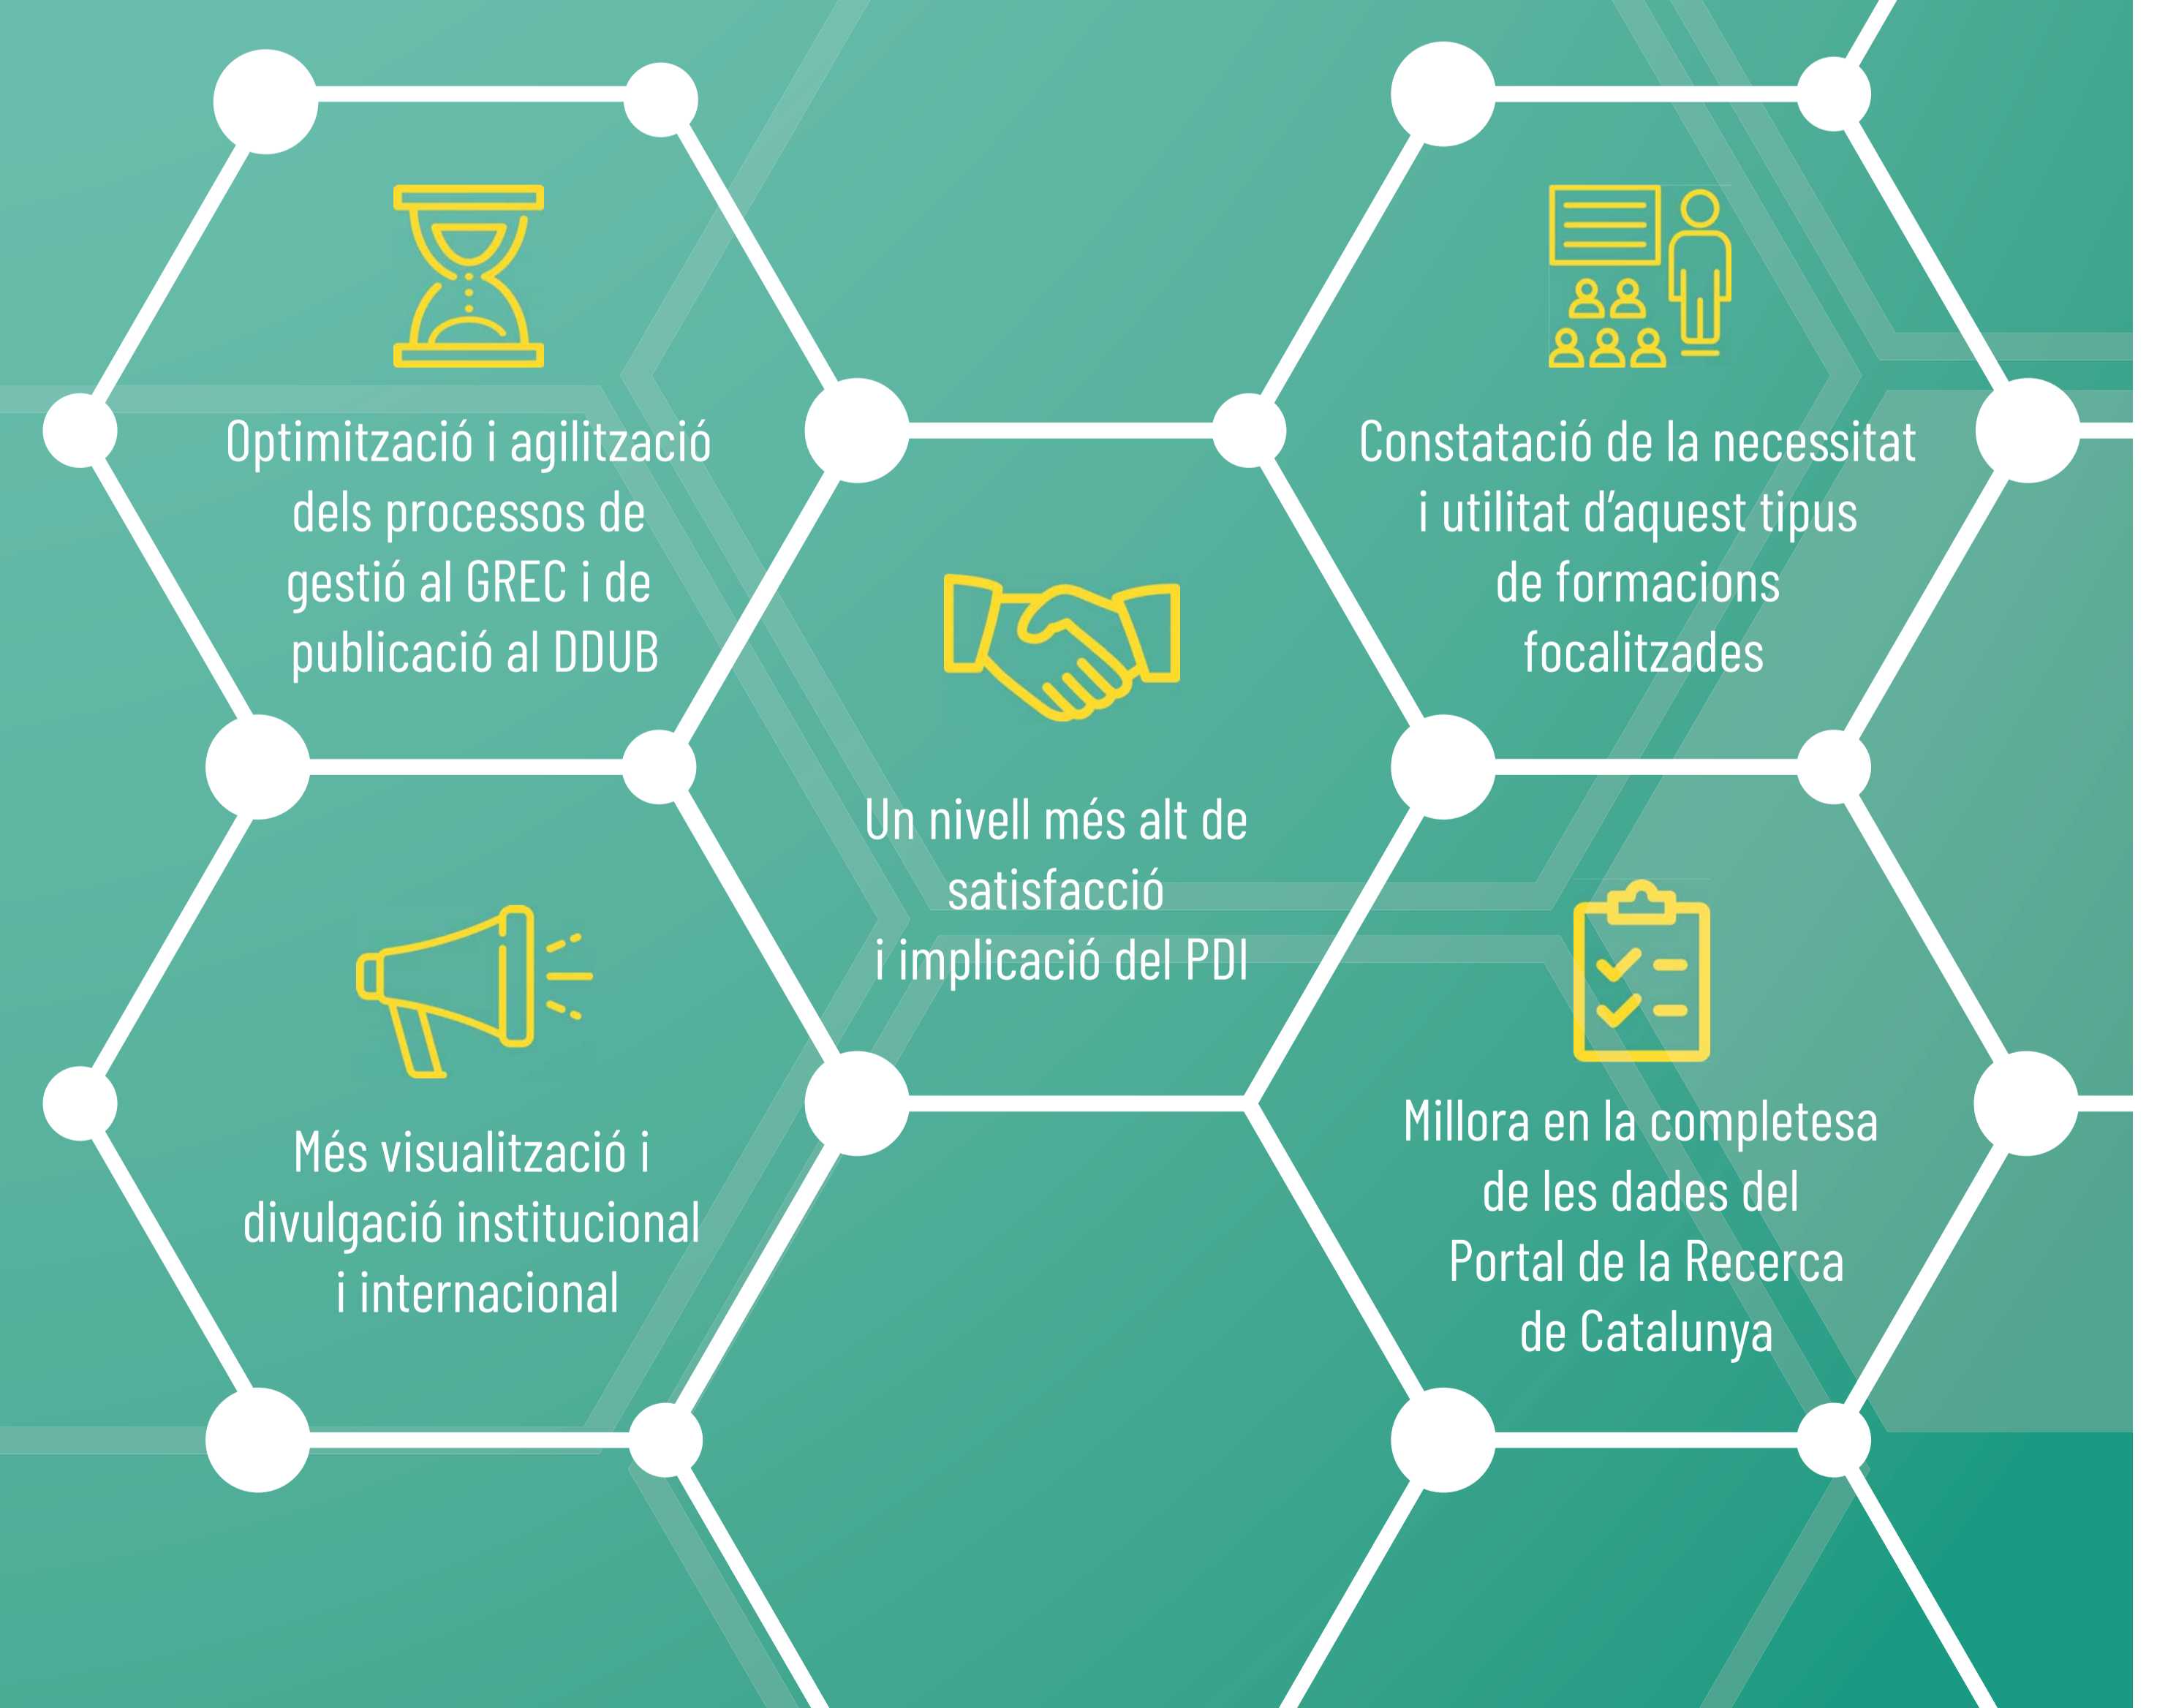 Optimització i agilització
dels processos de
gestió al GREC i de
publicació al DDUB
Constatació de la necessitat
i utilitat d'aquest tipus
de formacions
focalitzades
Un nivell més alt de
satisfacció
i implicació del PDI
Més visualització i
divulgació institucional
i internacional
Millora en la completesa
de les dades del
Portal de la Recerca
de Catalunya